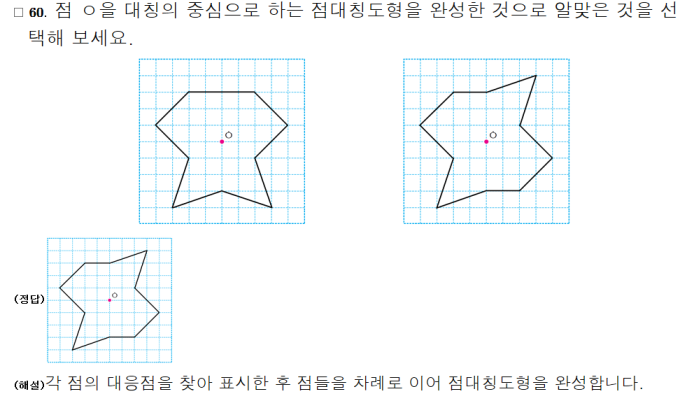 □ 60. 점 ㅇ을 대칭의 중심으로 하는 점대칭도형을 완성한 것으로 알맞은 것을 선
택해 보세요.
ㅇ ㅇ
(정답) ㅇ
(해설)각 점의 대응점을 찾아 표시한 후 점들을 차례로 이어 점대칭도형을 완성합니다.